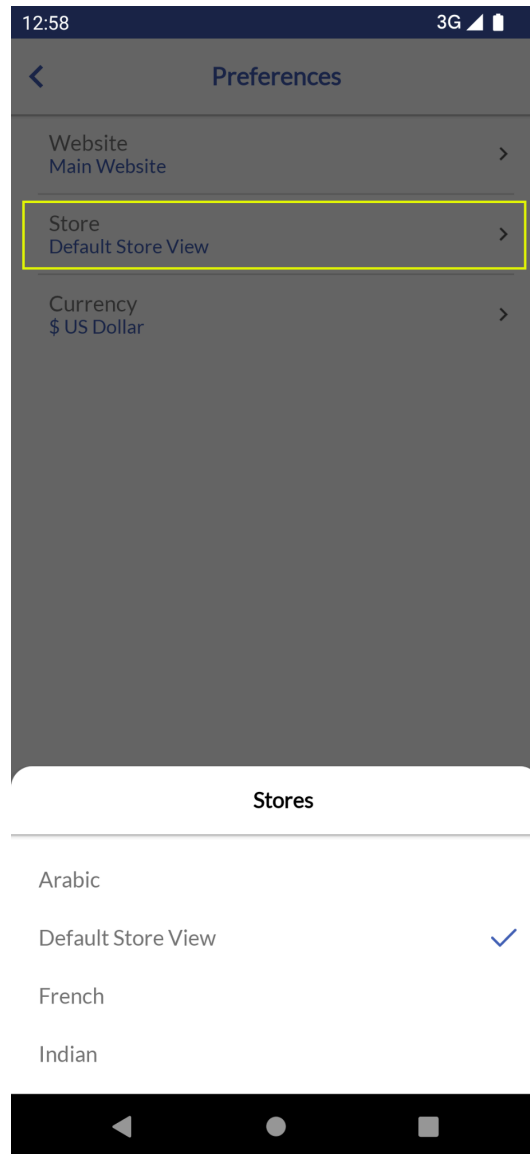 12:58 3G
Preferences
Website
Main Website
Store
Default Store View
Currency
$ US Dollar
Stores
Arabic
Default Store View
French
Indian